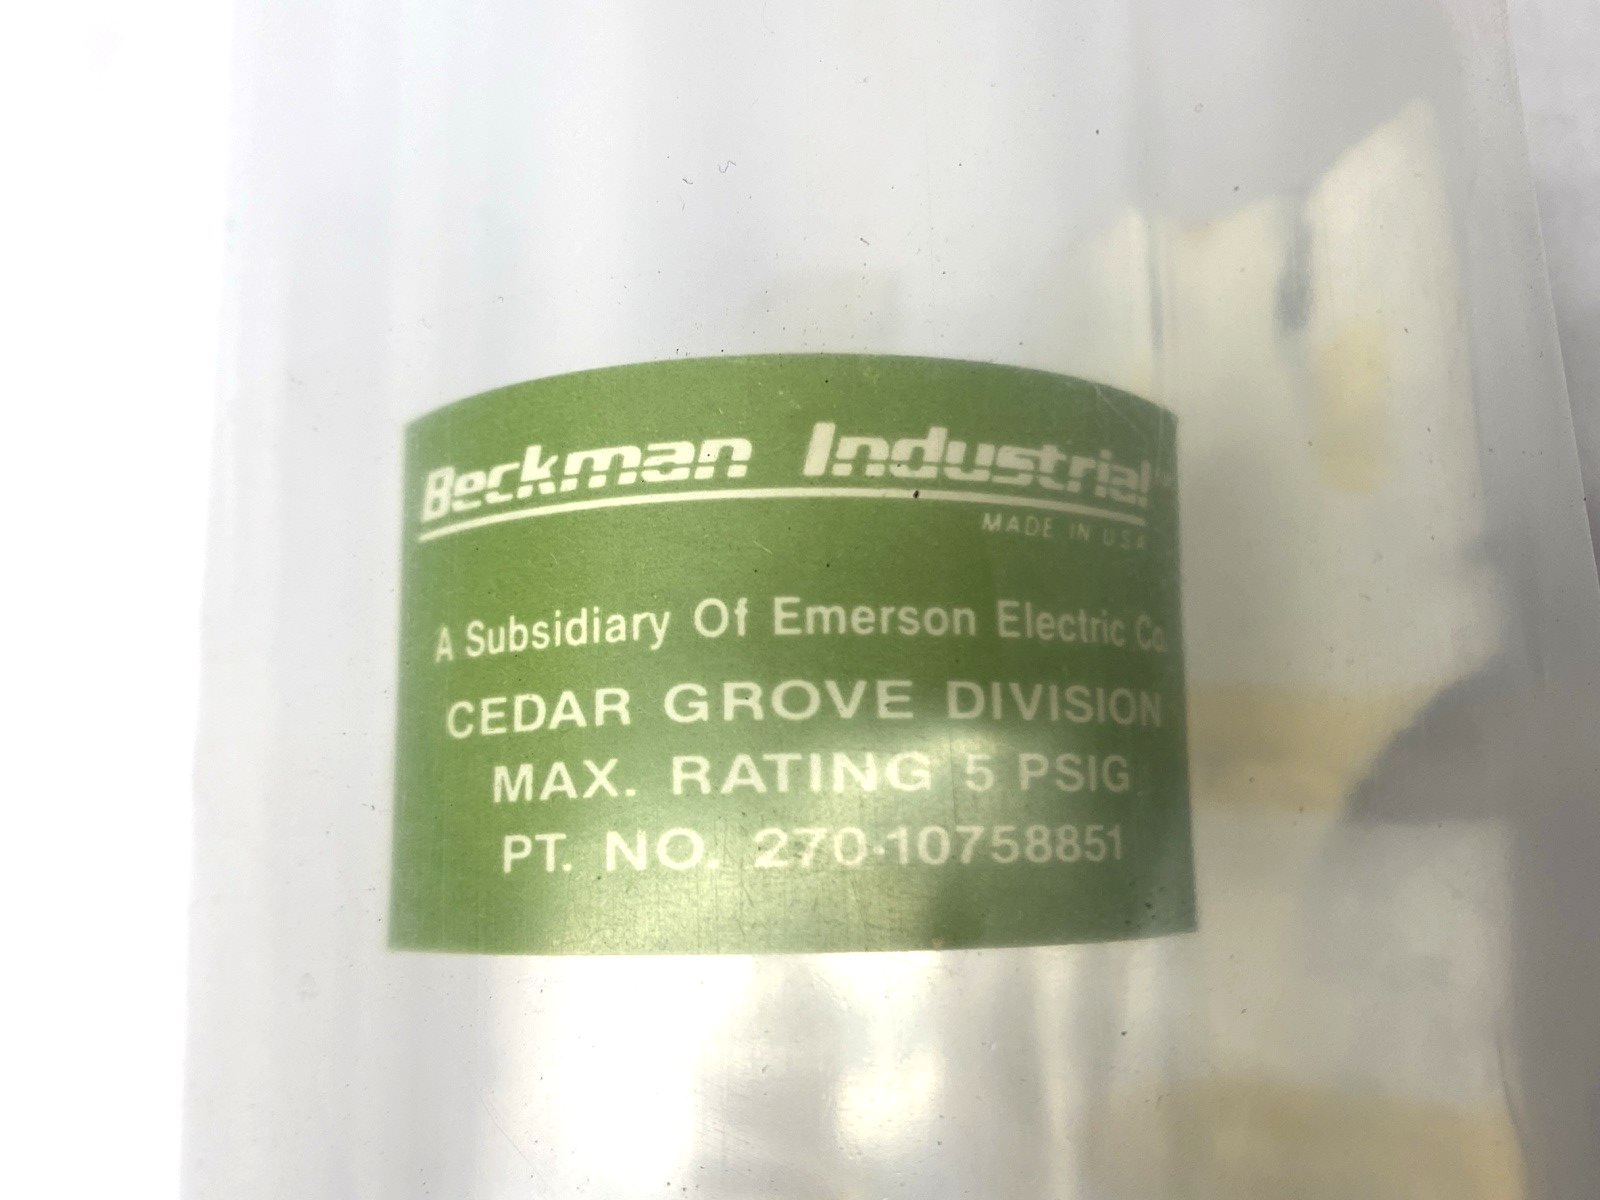 Beckman Industrial
MADE IN U.S.A
A Subsidiary Of Emerson Electric Co.
CEDAR GROVE DIVISION
MAX. RATING 5 PSIG
PT. NO. 270-10758851